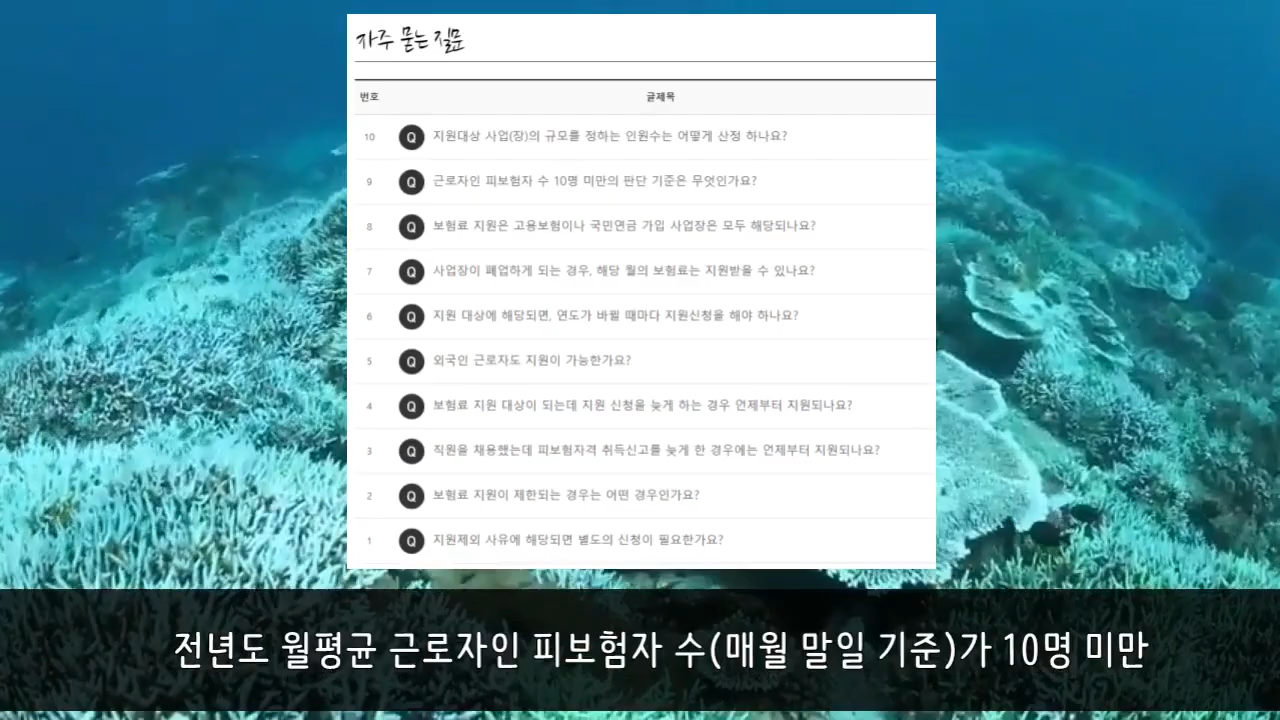 자주 묻는 질문
번호 글제목
10 Q 지원대상 사업(장)의 규모를 정하는 인원수는 어떻게 산정 하나요?
9 Q 근로자인 피보험자 수 10명 미만의 판단 기준은 무엇인가요?
8 Q 보험료 지원은 고용보험이나 국민연금 가입 사업장은 모두 해당되나요?
7 Q 사업장이 폐업하게 되는 경우, 해당 월의 보험료는 지원받을 수 있나요?
6 Q 지원 대상에 해당되면, 연도가 바뀔 때마다 지원신청을 해야 하나요?
5 Q 외국인 근로자도 지원이 가능한가요?
4 Q 보험료 지원 대상이 되는데 지원 신청을 늦게 하는 경우 언제부터 지원되나요?
3 Q 직원을 채용했는데 피보험자격 취득신고를 늦게 한 경우에는 언제부터 지원되나요?
2 Q 보험료 지원이 제한되는 경우는 어떤 경우인가요?
1 Q 지원제외 사유에 해당되면 별도의 신청이 필요한가요?
전년도 월평균 근로자인 피보험자 수(매월 말일 기준)가 10명 미만